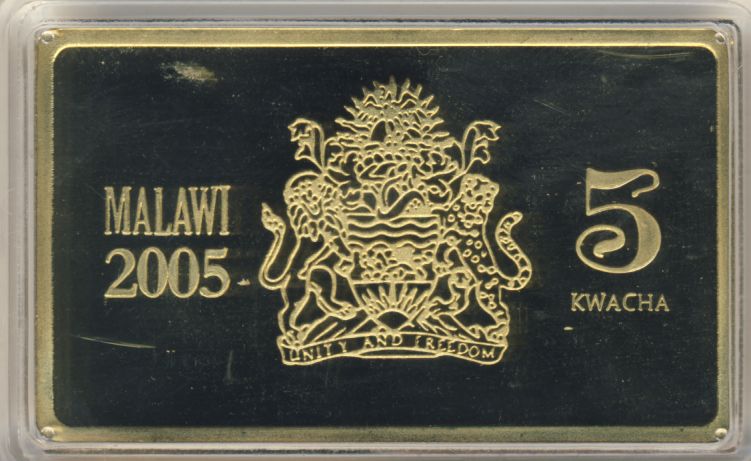 MALAWI
2005
UNITY AND FREEDOM
5
KWACHA